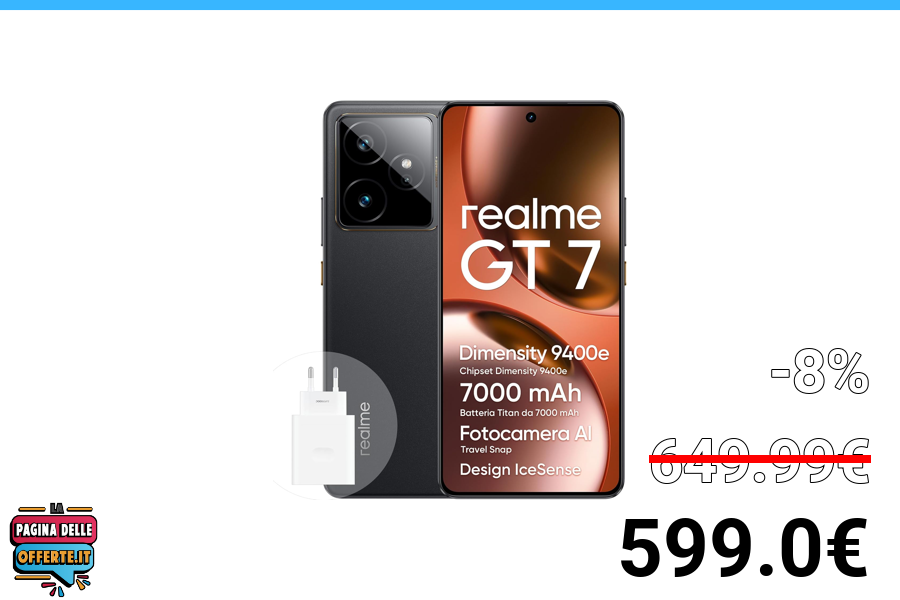 realme
GT 7
Dimensity 9400e
Chipset Dimensity 9400e
7000 mAh
Batteria Titan da 7000 mAh
Fotocamera AI
Travel Snap
Design IceSense
realme
-8%
649.99€
599.0€
LA
PAGINA DELLE
OFFERTE.IT